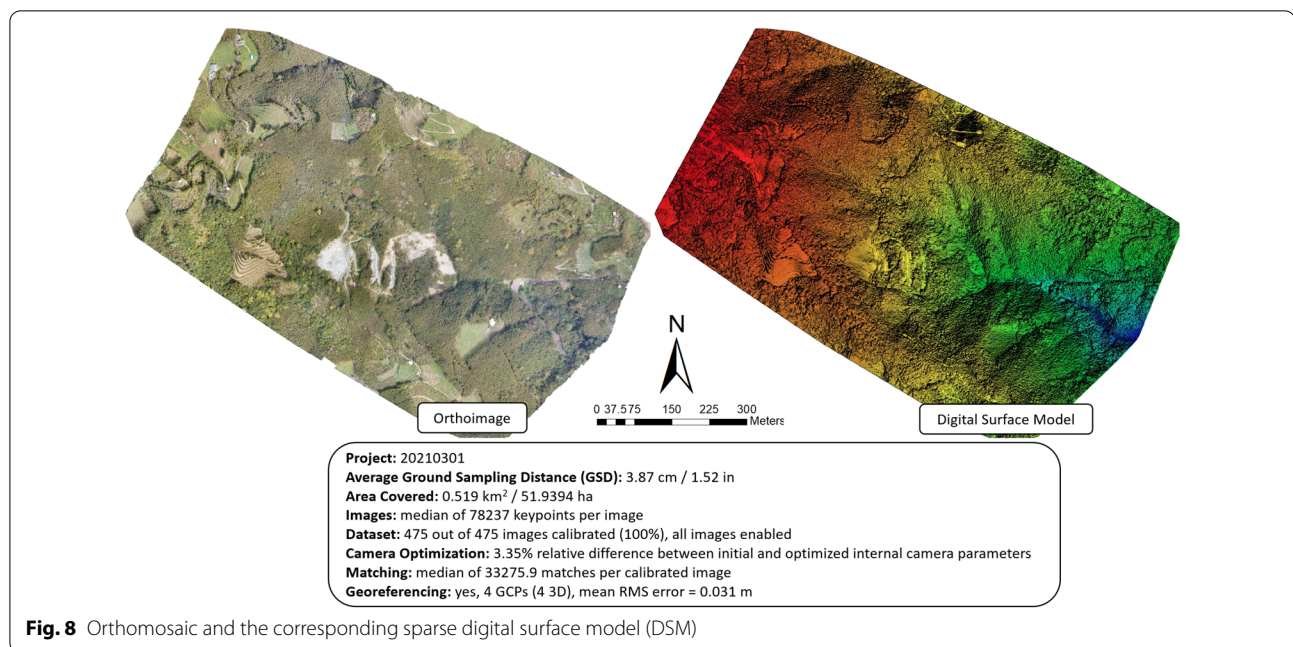 N
0 37.575 150 225 300
Meters
Orthoimage
Digital Surface Model
Project: 20210301
Average Ground Sampling Distance (GSD): 3.87 cm / 1.52 in
Area Covered: 0.519 km² / 51.9394 ha
Images: median of 78237 keypoints per image
Dataset: 475 out of 475 images calibrated (100%), all images enabled
Camera Optimization: 3.35% relative difference between initial and optimized internal camera parameters
Matching: median of 33275.9 matches per calibrated image
Georeferencing: yes, 4 GCPs (4 3D), mean RMS error = 0.031 m
Fig. 8 Orthomosaic and the corresponding sparse digital surface model (DSM)